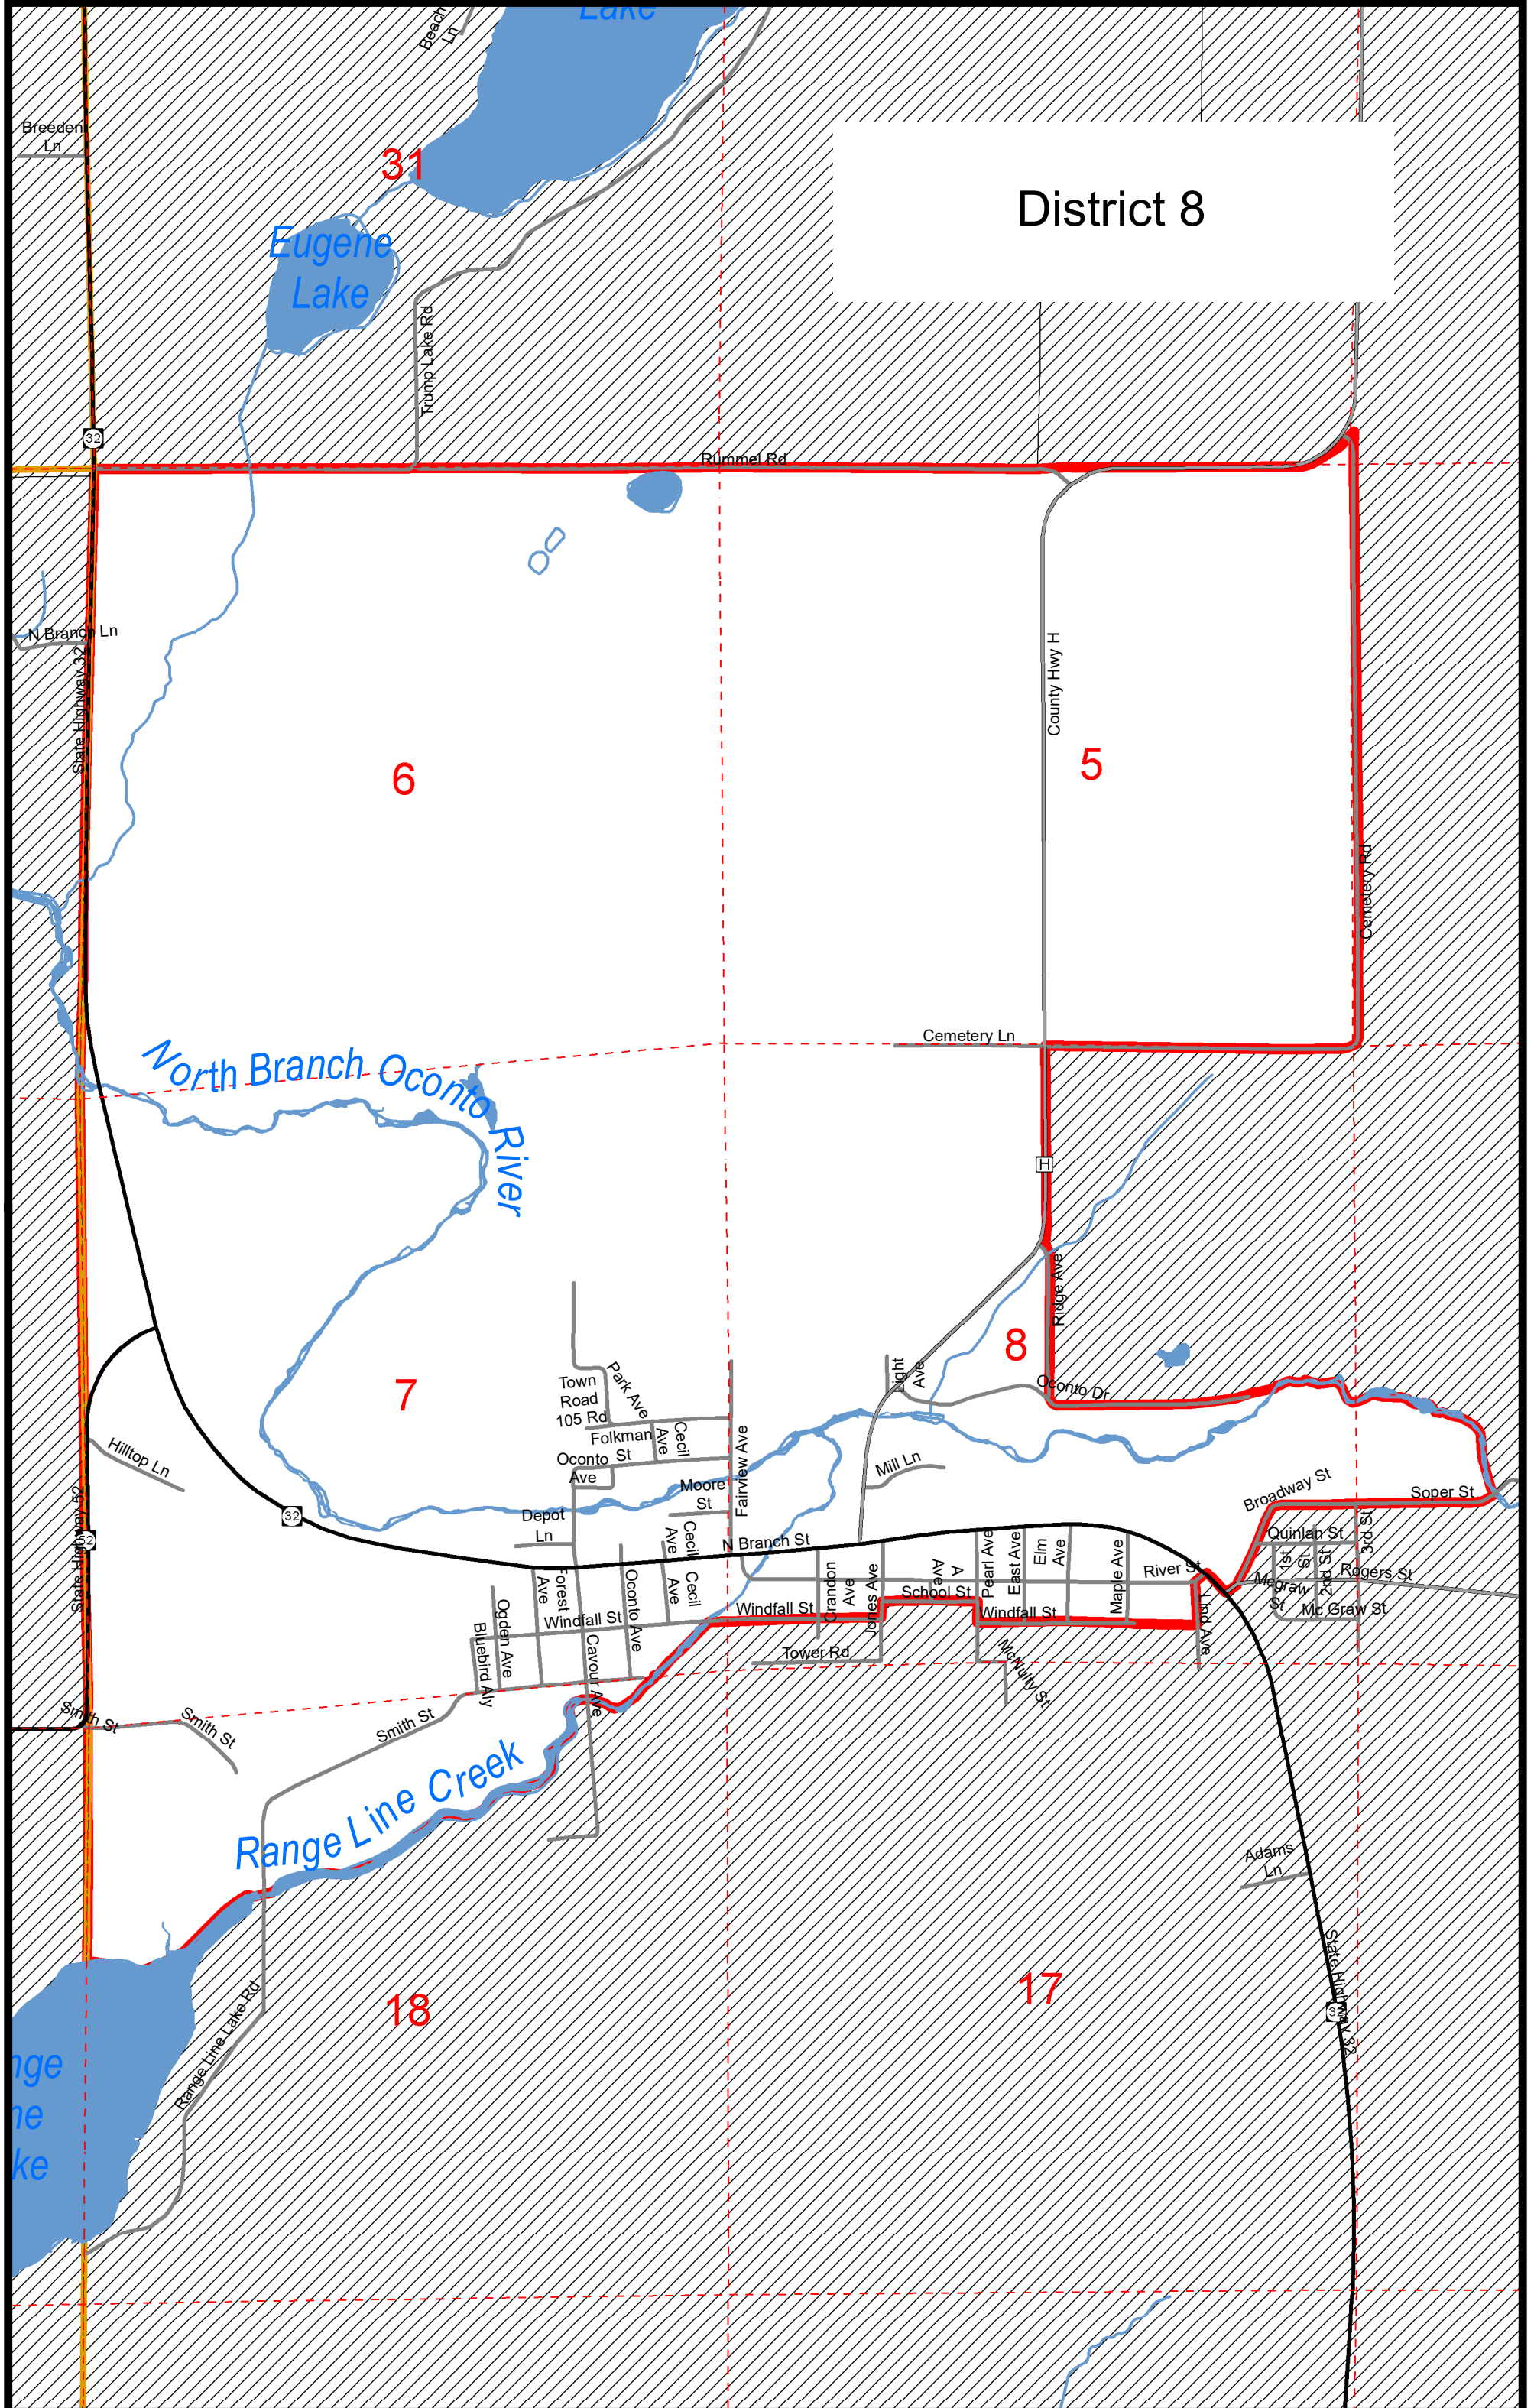 Lake
Beach
Ln
Breeden
Ln
31
District 8
Eugene
Lake
Trump Lake Rd
32
Rummel Rd
N Branch Ln
State Highway 32
County Hwy H
6
5
Cemetery Rd
Cemetery Ln
North Branch Oconto River
H
Ridge Ave
8
7
Light
Ave
Oconto Dr
Town
Road
105 Rd
Park Ave
Folkman
St
Cecil
Ave
Oconto
Ave
Fairview Ave
Hilltop Ln
Moore
St
Mill Ln
Broadway St
Soper St
State Highway 52
52
32
Depot
Ln
N Branch St
Cecil
Ave
Quinlan St
3rd St
1st
St
2nd St
Rogers St
Mcgraw
St
Mc Graw St
River St
Forest
Ave
Oconto Ave
Cecil
Ave
Crandon
Ave
Jones Ave
A
Ave
School St
Pearl Ave
East Ave
Elm
Ave
Maple Ave
Ind Ave
Windfall St
Windfall St
Windfall St
Ogden Ave
Bluebird Aly
Cavour Ave
Tower Rd
McNulty St
Smith St
Smith St
Smith St
Range Line Creek
Adams
Ln
State Highway 32
32
17
18
Range Line Lake Rd
nge
ne
ke